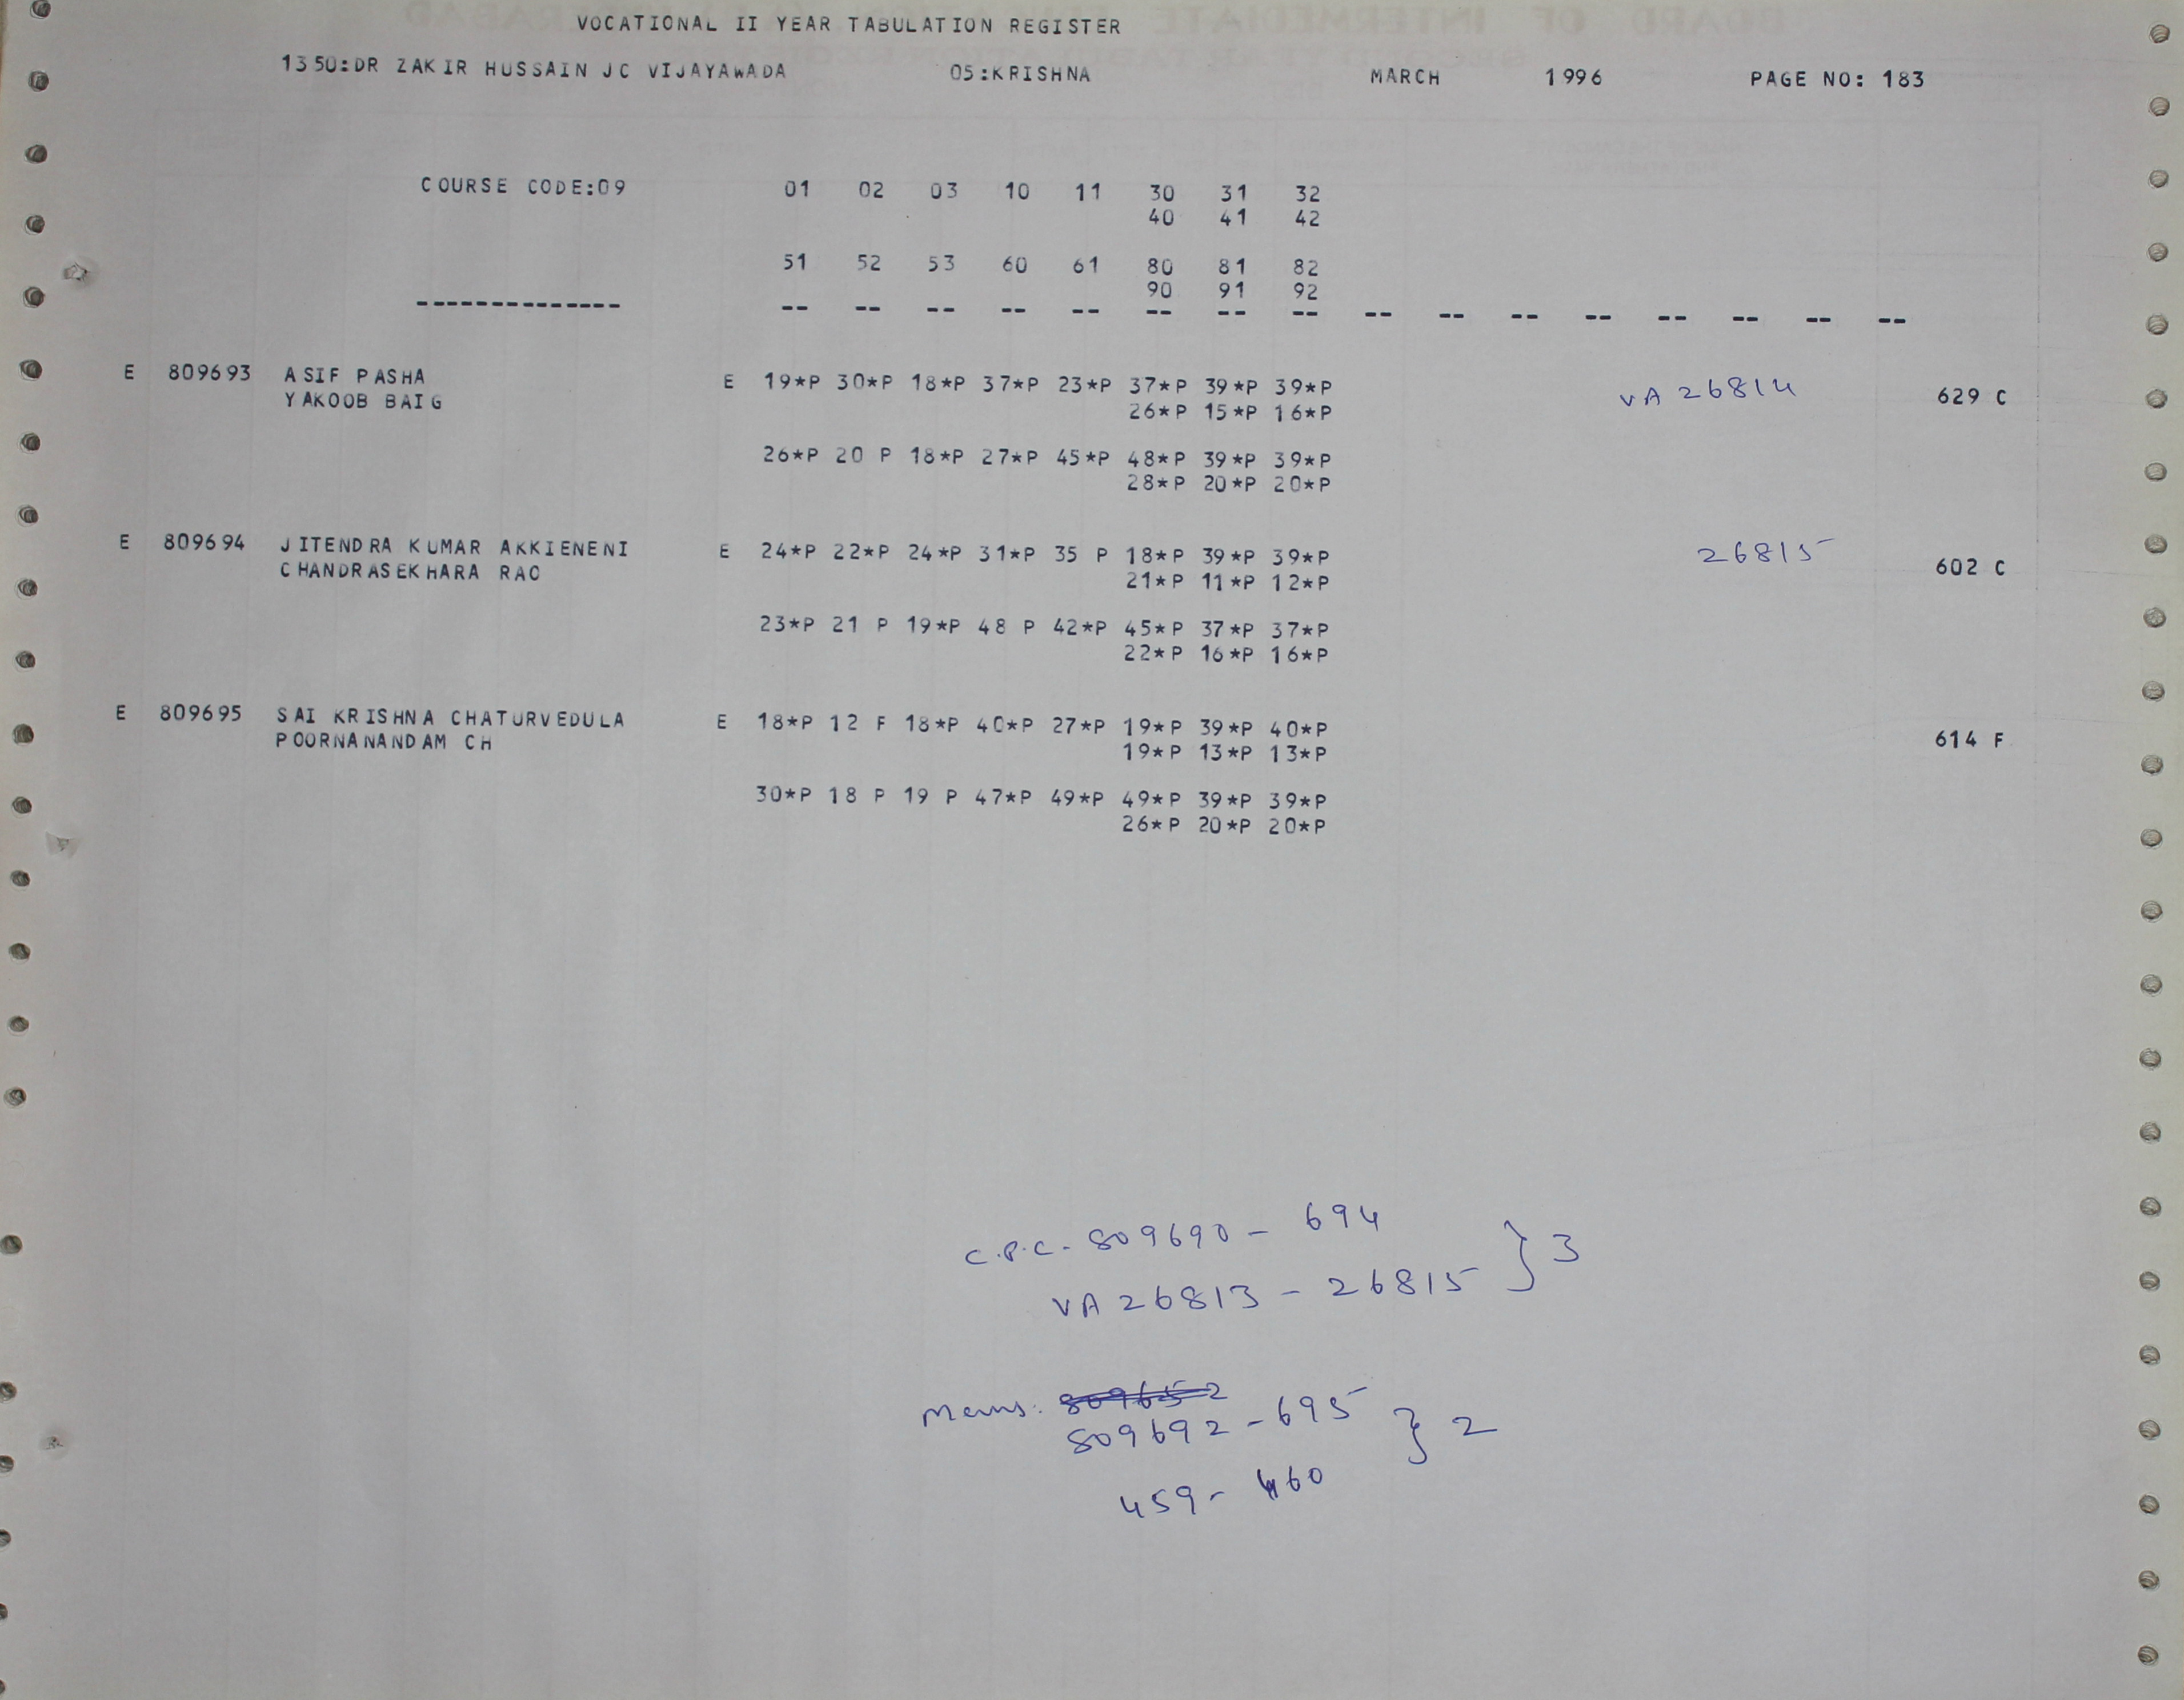 VOCATIONAL II YEAR TABULATION REGISTER
1350:DR ZAKIR HUSSAIN JC VIJAYAWADA 05:KRISHNA MARCH 1996 PAGE NO: 183
COURSE CODE:09 01 02 03 10 11 30 31 32
40 41 42
51 52 53 60 61 80 81 82
90 91 92
-------------- -- -- -- -- -- -- -- -- -- -- -- -- -- -- -- --
E 809693 ASIF PASHA E 19*P 30*P 18*P 37*P 23*P 37*P 39*P 39*P VA 26814 629 C
YAKOOB BAIG 26*P 15*P 16*P
26*P 20 P 18*P 27*P 45*P 48*P 39*P 39*P
28*P 20*P 20*P
E 809694 JITENDRA KUMAR AKKIENENI E 24*P 22*P 24*P 31*P 35 P 18*P 39*P 39*P 26815 602 C
CHANDRASEKHARA RAO 21*P 11*P 12*P
23*P 21 P 19*P 48 P 42*P 45*P 37*P 37*P
22*P 16*P 16*P
E 809695 SAI KRISHNA CHATURVEDULA E 18*P 12 F 18*P 40*P 27*P 19*P 39*P 40*P 614 F
POORNANANDAM CH 19*P 13*P 13*P
30*P 18 P 19 P 47*P 49*P 49*P 39*P 39*P
26*P 20*P 20*P
C.P.C- 809690 - 694 } 3
VA 26813 - 26815
809692 - 695 } 2
459 - 460